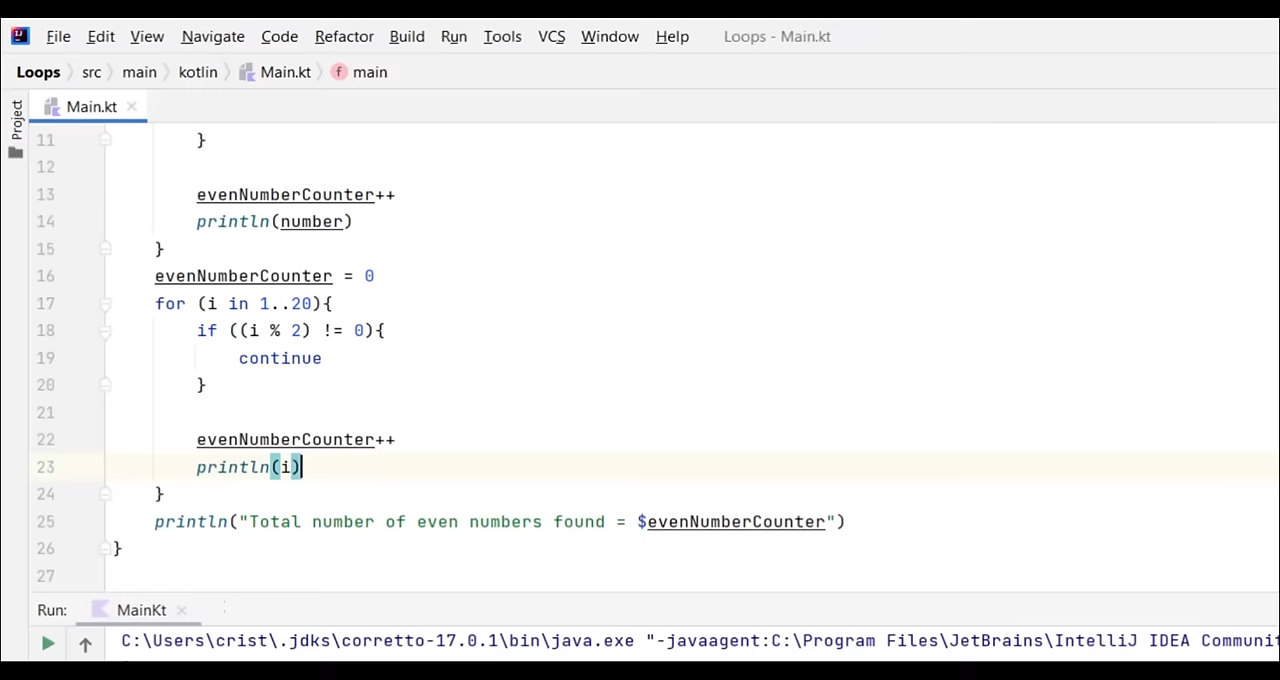 File Edit View Navigate Code Refactor Build Run Tools VCS Window Help Loops - Main.kt
Loops src main kotlin Main.kt f main
Main.kt
Project
11 }
12
13 evenNumberCounter++
14 println(number)
15 }
16 evenNumberCounter = 0
17 for (i in 1..20){
18 if ((i % 2) != 0){
19 continue
20 }
21
22 evenNumberCounter++
23 println(i)
24 }
25 println("Total number of even numbers found = $evenNumberCounter")
26 }
27
Run: MainKt
C:\Users\crist\.jdks\corretto-17.0.1\bin\java.exe "-javaagent:C:\Program Files\JetBrains\IntelliJ IDEA Communi